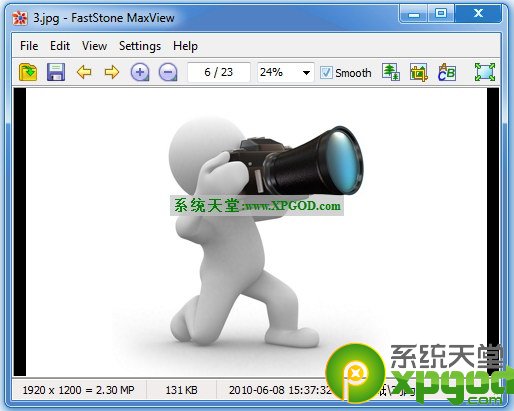 3.jpg - FastStone MaxView
File Edit View Settings Help
6 / 23 24% Smooth
系统天堂:www.XPGOD.com
系统天堂
xpgod.com
1920 x 1200 = 2.30 MP 131 KB 2010-06-08 15:37:32